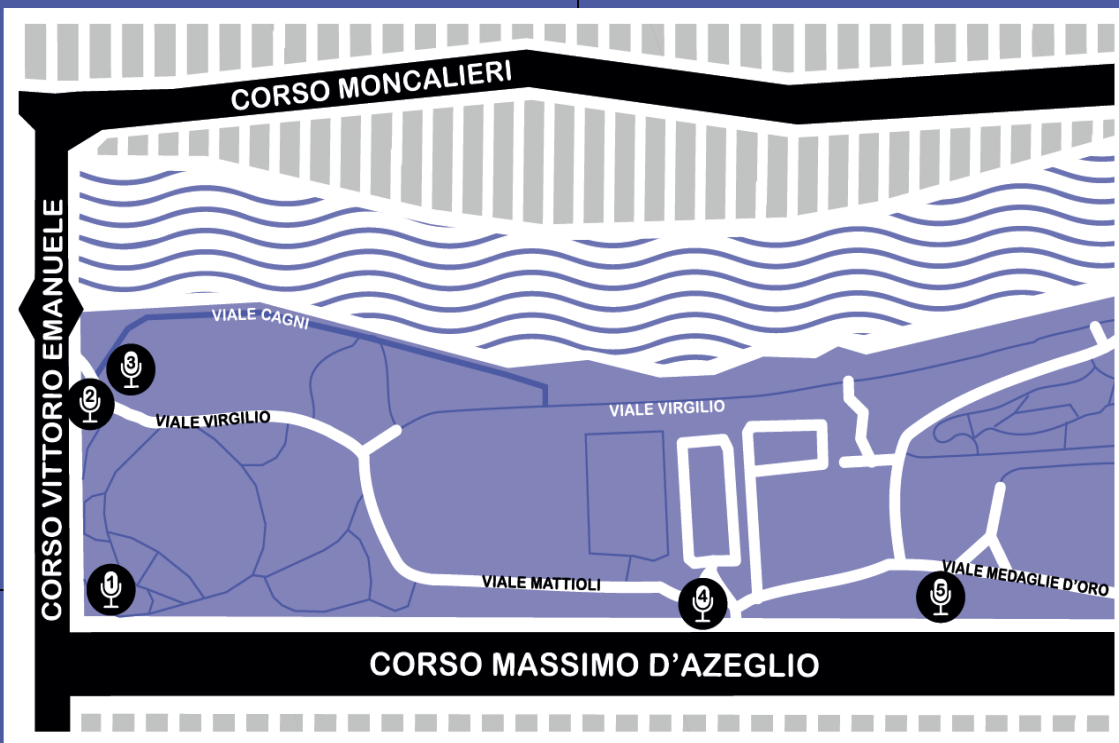 CORSO MONCALIERI
CORSO VITTORIO EMANUELE
VIALE CAGNI
3
2
VIALE VIRGILIO
VIALE VIRGILIO
1
VIALE MATTIOLI
4
5
VIALE MEDAGLIE D'ORO
CORSO MASSIMO D'AZEGLIO